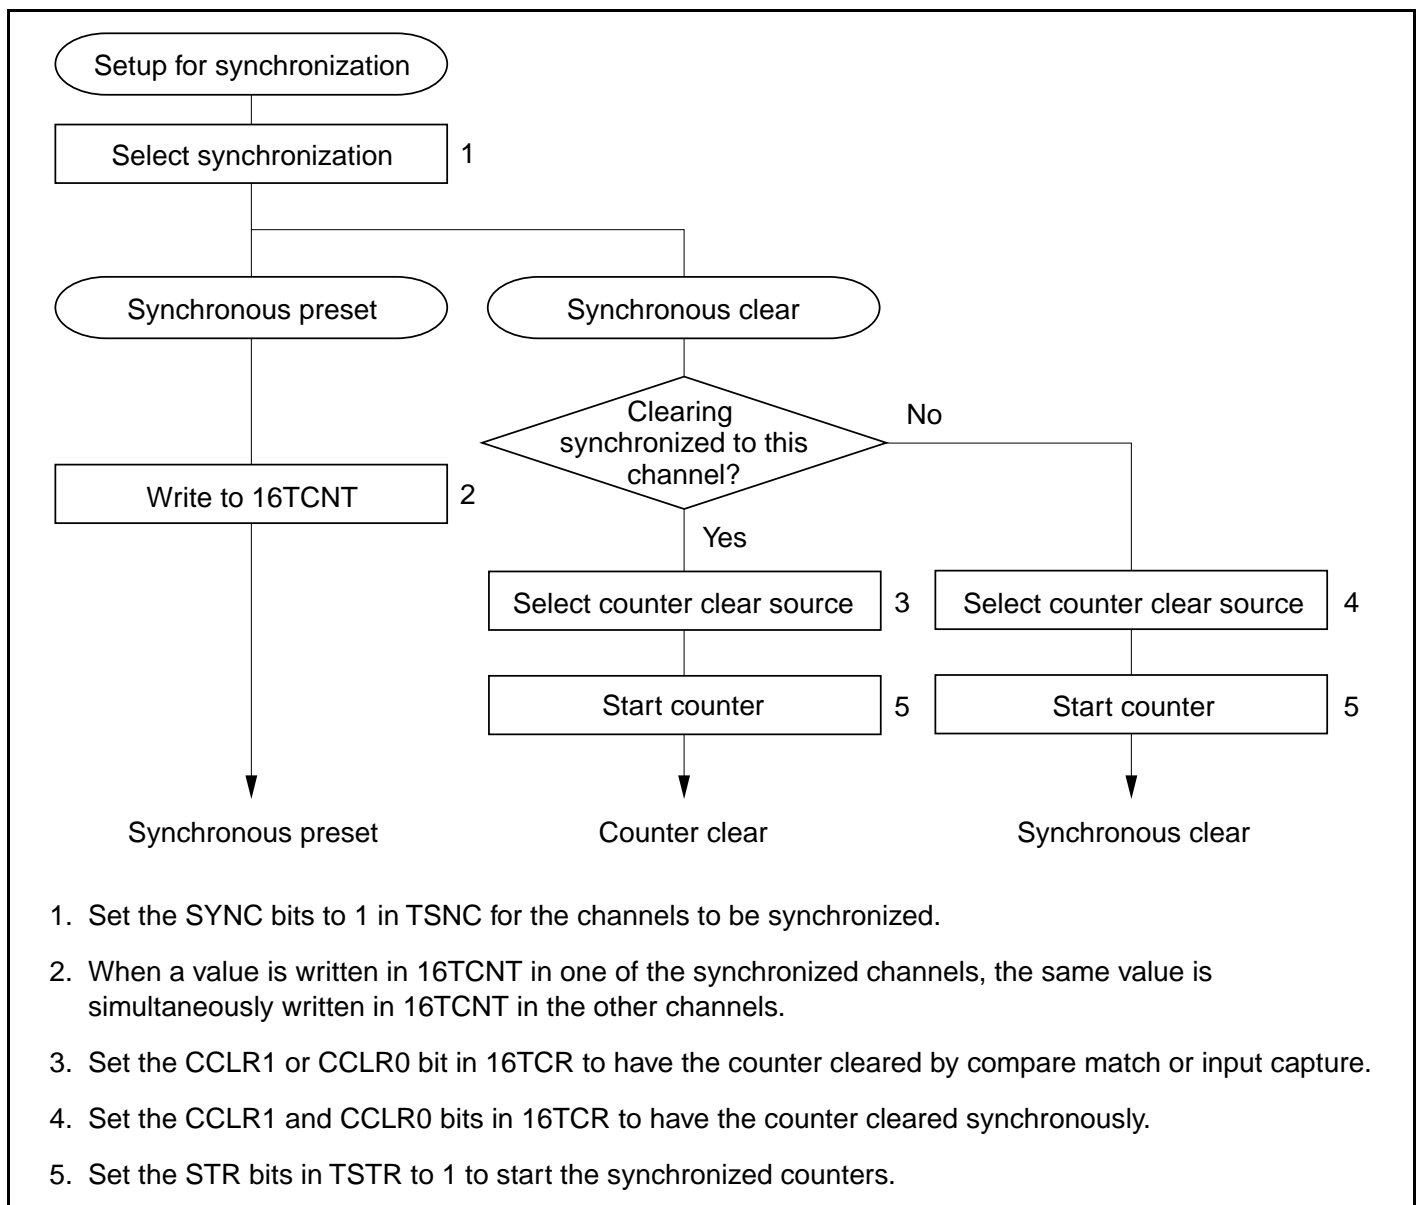 Setup for synchronization
Select synchronization 1
Synchronous preset
Synchronous clear
Clearing
synchronized to this
channel?
No
Write to 16TCNT 2
Yes
Select counter clear source 3
Select counter clear source 4
Start counter 5
Start counter 5
Synchronous preset
Counter clear
Synchronous clear
1. Set the SYNC bits to 1 in TSNC for the channels to be synchronized.
2. When a value is written in 16TCNT in one of the synchronized channels, the same value is
simultaneously written in 16TCNT in the other channels.
3. Set the CCLR1 or CCLR0 bit in 16TCR to have the counter cleared by compare match or input capture.
4. Set the CCLR1 and CCLR0 bits in 16TCR to have the counter cleared synchronously.
5. Set the STR bits in TSTR to 1 to start the synchronized counters.